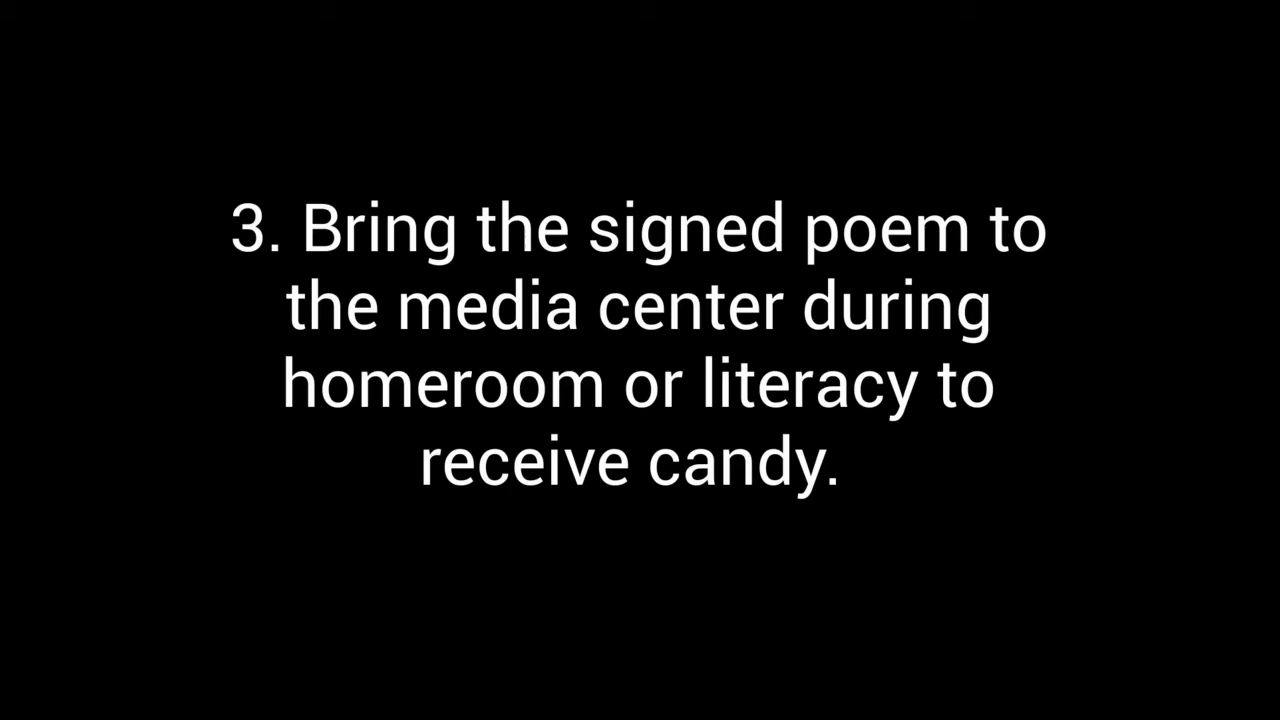 3. Bring the signed poem to
the media center during
homeroom or literacy to
receive candy.